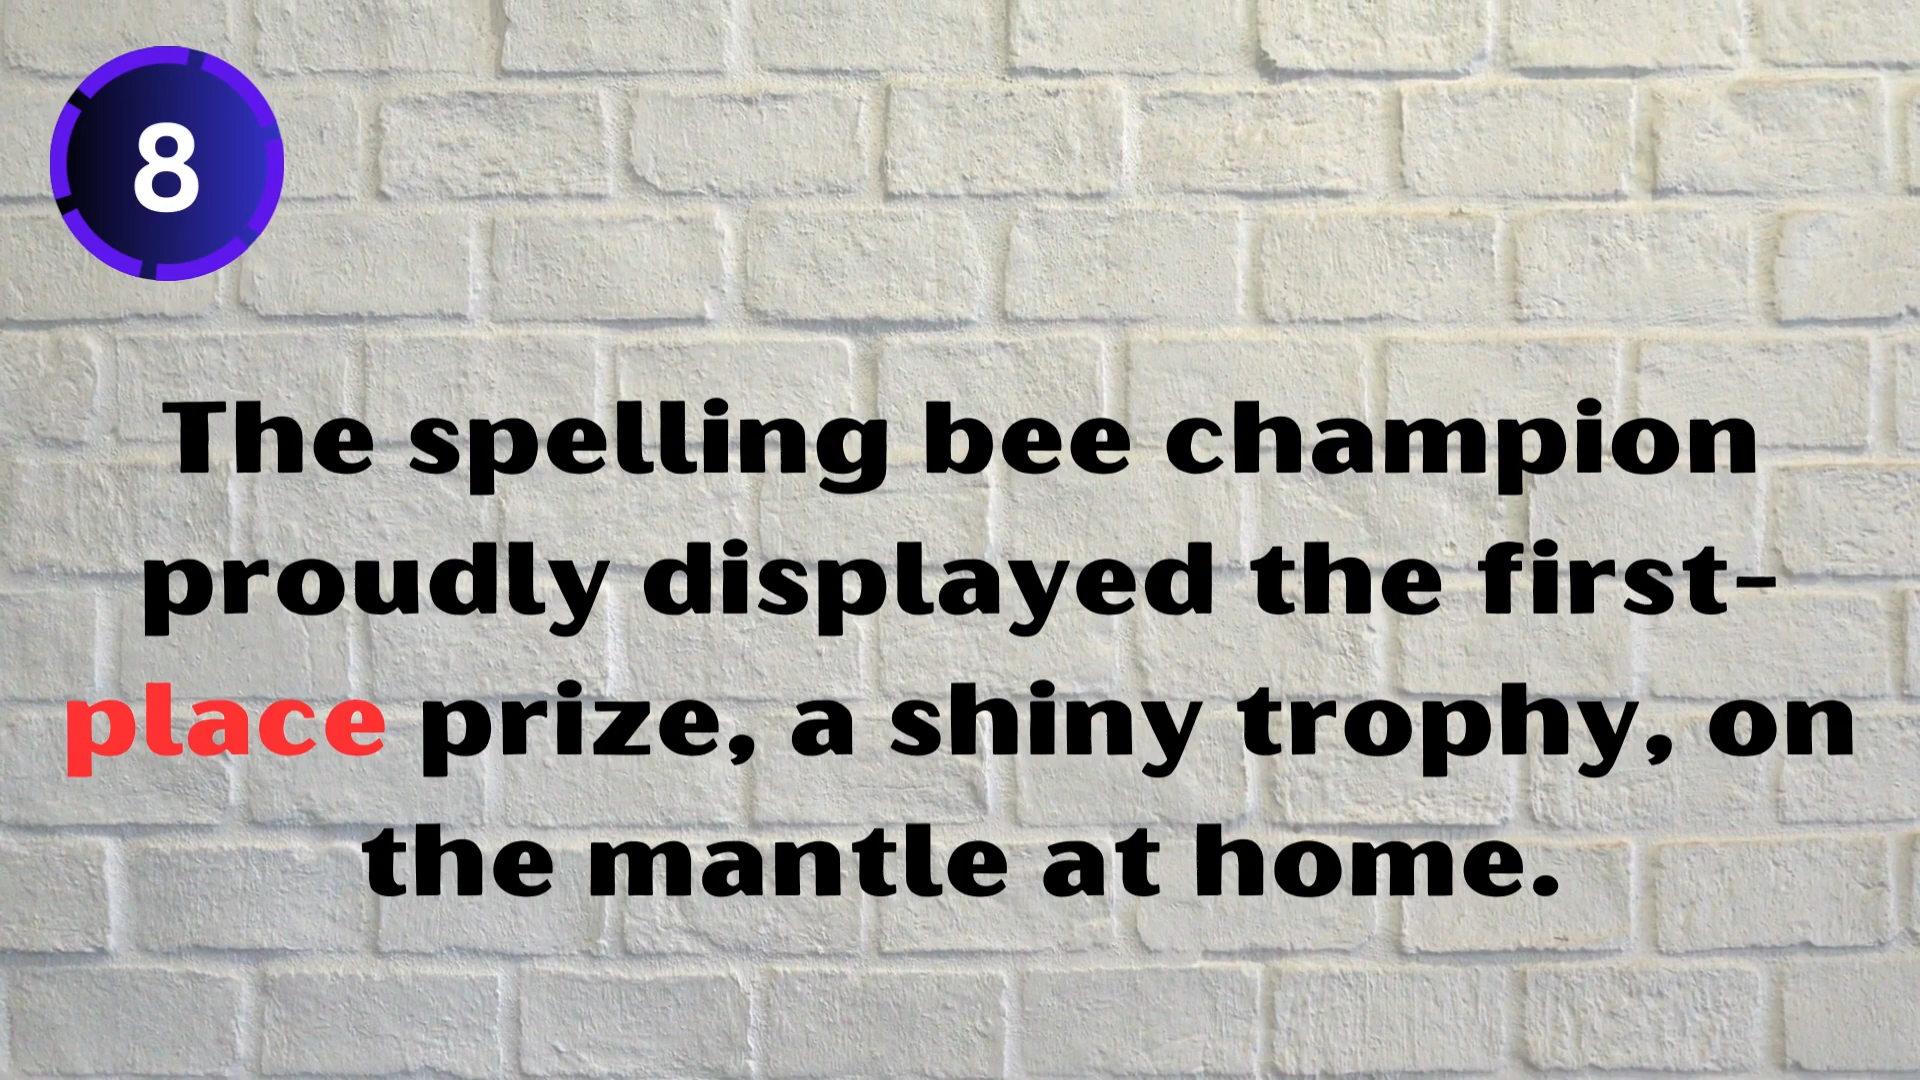 8
The spelling bee champion
proudly displayed the first-
place prize, a shiny trophy, on
the mantle at home.